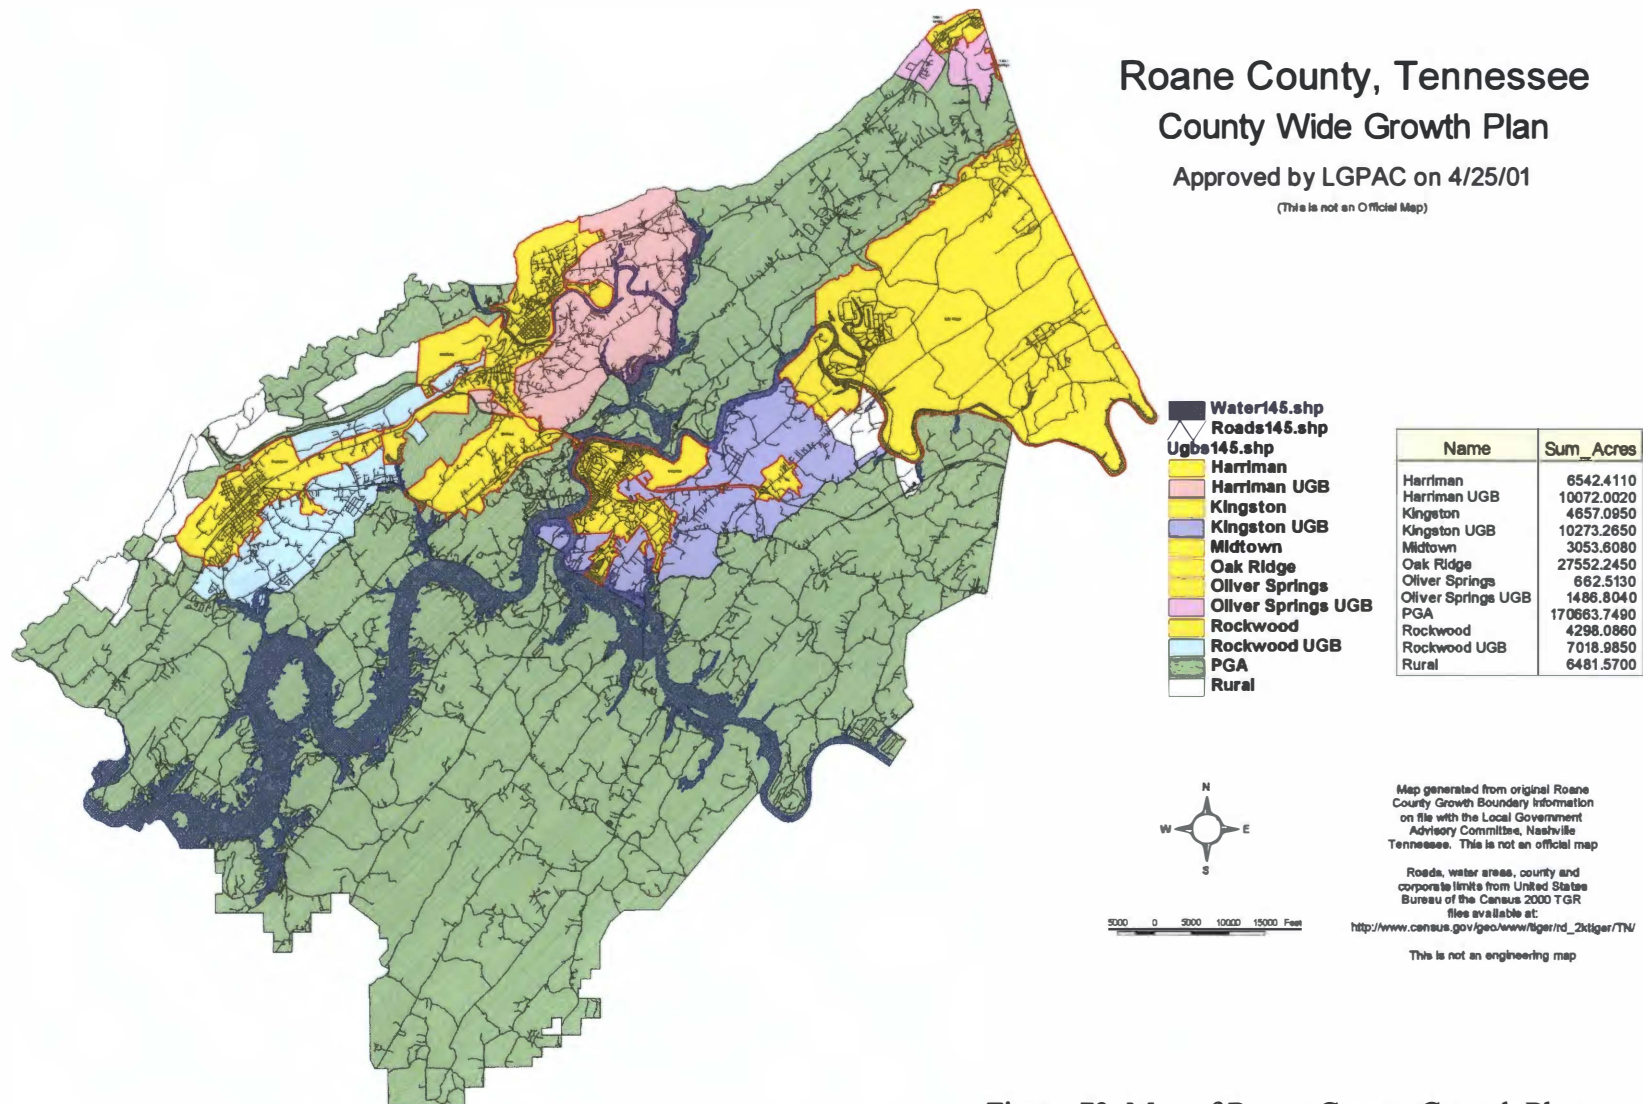 Roane County, Tennessee
County Wide Growth Plan
Approved by LGPAC on 4/25/01
(This is not an Official Map)
Water145.shp
Roads145.shp
Ugbs145.shp
Harriman
Harriman UGB
Kingston
Kingston UGB
Midtown
Oak Ridge
Oliver Springs
Oliver Springs UGB
Rockwood
Rockwood UGB
PGA
Rural
Name Sum_Acres
Harriman 6542.4110
Harriman UGB 10072.0020
Kingston 4657.0950
Kingston UGB 10273.2650
Midtown 3053.6080
Oak Ridge 27552.2450
Oliver Springs 662.5130
Oliver Springs UGB 1486.8040
PGA 170663.7490
Rockwood 4298.0860
Rockwood UGB 7018.9850
Rural 6481.5700
N
W E
S
5000 0 5000 10000 15000 Feet
Map generated from original Roane
County Growth Boundary Information
on file with the Local Government
Advisory Committee, Nashville
Tennessee. This is not an official map
Roads, water areas, county and
corporate limits from United States
Bureau of the Census 2000 TGR
files available at:
http://www.census.gov/geo/www/tiger/rd_2ktiger/TN/
This is not an engineering map